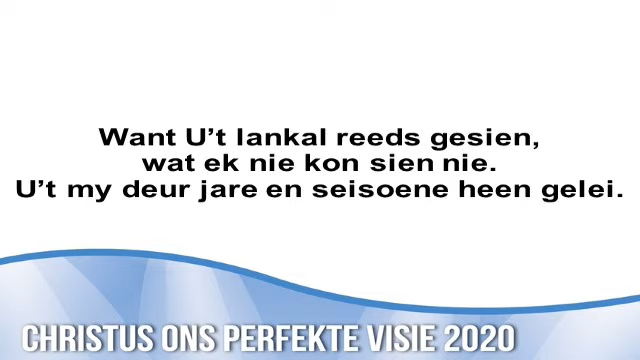 Want U't lankal reeds gesien,
wat ek nie kon sien nie.
U't my deur jare en seisoene heen gelei.
CHRISTUS ONS PERFEKTE VISIE 2020